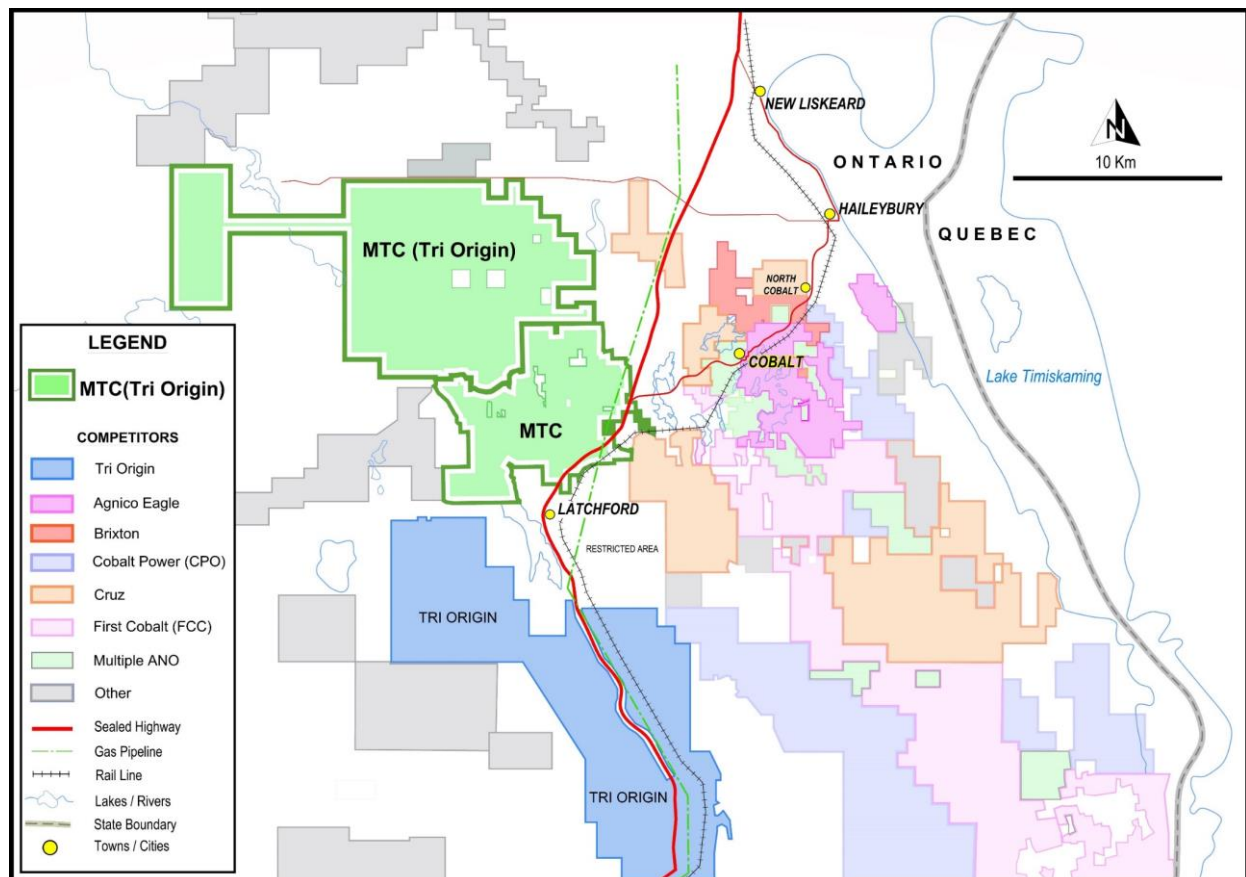 NEW LISKEARD
N
10 Km
ONTARIO
HAILEYBURY
QUEBEC
MTC (Tri Origin)
NORTH
COBALT
COBALT
Lake Timiskaming
MTC
LATCHFORD
RESTRICTED AREA
TRI ORIGIN
TRI ORIGIN
LEGEND
MTC(Tri Origin)
COMPETITORS
Tri Origin
Agnico Eagle
Brixton
Cobalt Power (CPO)
Cruz
First Cobalt (FCC)
Multiple ANO
Other
Sealed Highway
Gas Pipeline
Rail Line
Lakes / Rivers
State Boundary
Towns / Cities